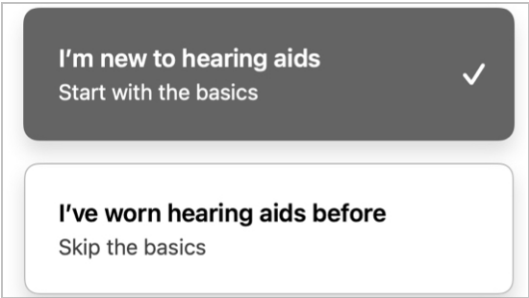 I’m new to hearing aids
Start with the basics
I’ve worn hearing aids before
Skip the basics